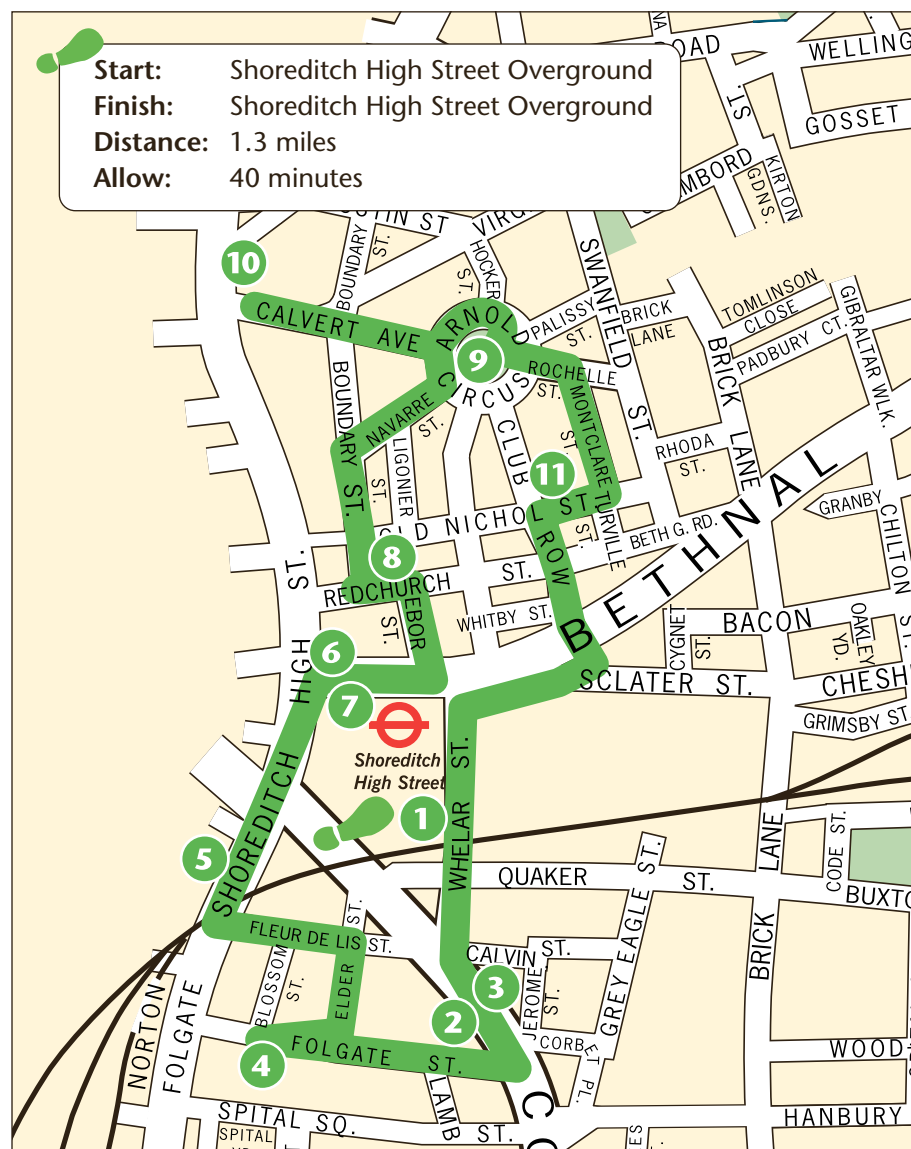 Start: Shoreditch High Street Overground
Finish: Shoreditch High Street Overground
Distance: 1.3 miles
Allow: 40 minutes
ROAD
WELLING
ST.
GOSSET
KIRTON
GDNS.
ST
VIRG
BOUNDARY
ST.
HOCKER
ST.
SWANFIELD
ST.
10
CALVERT AVE
ARNOLD
CIRCUS
9
PALISSY
ST.
BRICK
LANE
TOMLINSON
CLOSE
PADBURY CT.
GIBRALTAR WLK.
ROCHELLE
ST.
MONTCLARE
ST.
BRICK LANE
BOUNDARY
ST.
NAVARRE
ST.
LIGONIER
ST.
CLUB
ROW
11
RHODA
ST.
OLD NICHOL ST.
TURVILLE
ST.
BETH G. RD.
BETHNAL
GRANBY
CHILTON
ST.
8
REDCHURCH
ST.
EBOR
ST.
WHITBY ST.
CYGNET
ST.
BACON
OAKLEY
YD.
SCLATER ST.
CHESH
GRIMSBY ST
6
7
SHOREDITCH
HIGH
ST.
Shoreditch
High Street
1
WHELAR ST.
5
QUAKER ST.
BRICK
LANE
CODE ST.
BUXTO
GREY EAGLE ST.
FLEUR DE LIS ST.
ST.
BLOSSOM
ST.
ELDER
CALVIN ST.
JEROME
ST.
3
2
4
FOLGATE ST.
NORTON
FOLGATE
CORBET PL.
WOOD
SPITAL SQ.
SPITAL
LAMB
ST.
HANBURY
CO
ES